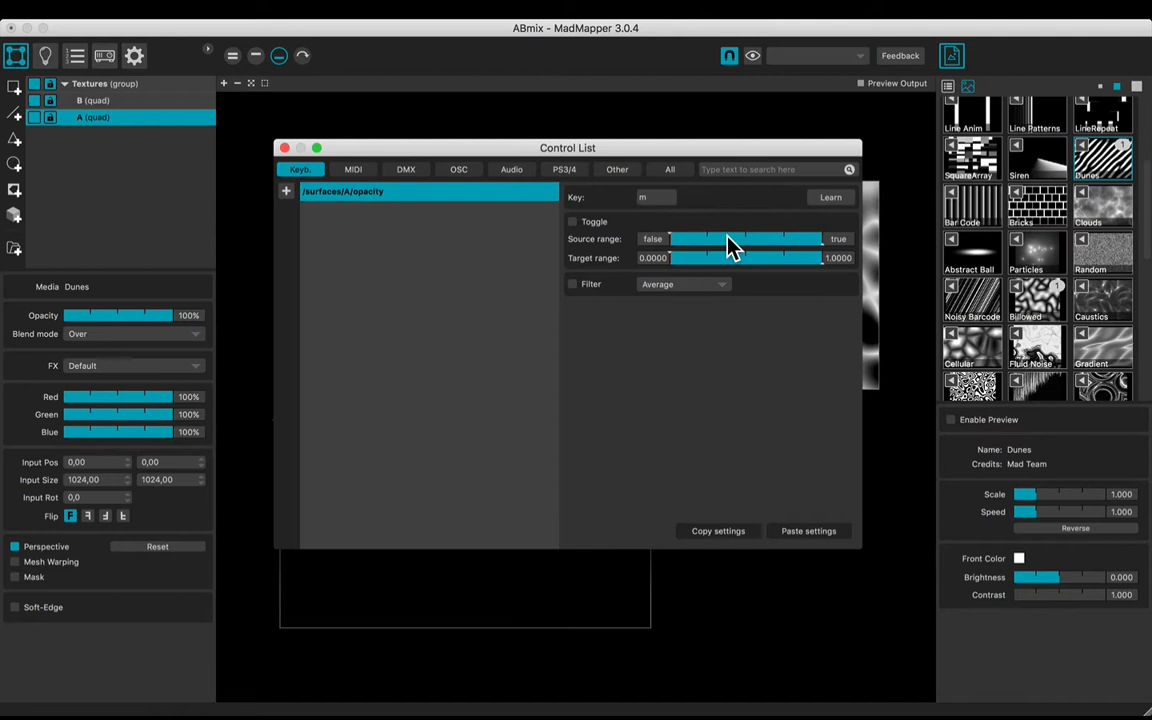 ABmix - MadMapper 3.0.4
Feedback
Textures (group)
B (quad)
A (quad)
Preview Output
Control List
Keyb.
MIDI
DMX
OSC
Audio
PS3/4
Other
All
Type text to search here
/surfaces/A/opacity
Key:
m
Learn
Toggle
Source range:
false
true
Target range:
0.0000
1.0000
Filter
Average
Copy settings
Paste settings
Media Dunes
Opacity
100%
Blend mode
Over
FX
Default
Red
100%
Green
100%
Blue
100%
Input Pos
0,00
0,00
Input Size
1024,00
1024,00
Input Rot
0,0
Flip
Perspective
Reset
Mesh Warping
Mask
Soft-Edge
Line Anim
Line Patterns
LineRepeat
SquareArray
Siren
Dunes
1
Bar Code
Bricks
Clouds
Abstract Ball
Particles
Random
Noisy Barcode
Billowed
1
Caustics
Cellular
Fluid Noise
Gradient
Enable Preview
Name: Dunes
Credits: Mad Team
Scale
1.000
Speed
1.000
Reverse
Front Color
Brightness
0.000
Contrast
1.000